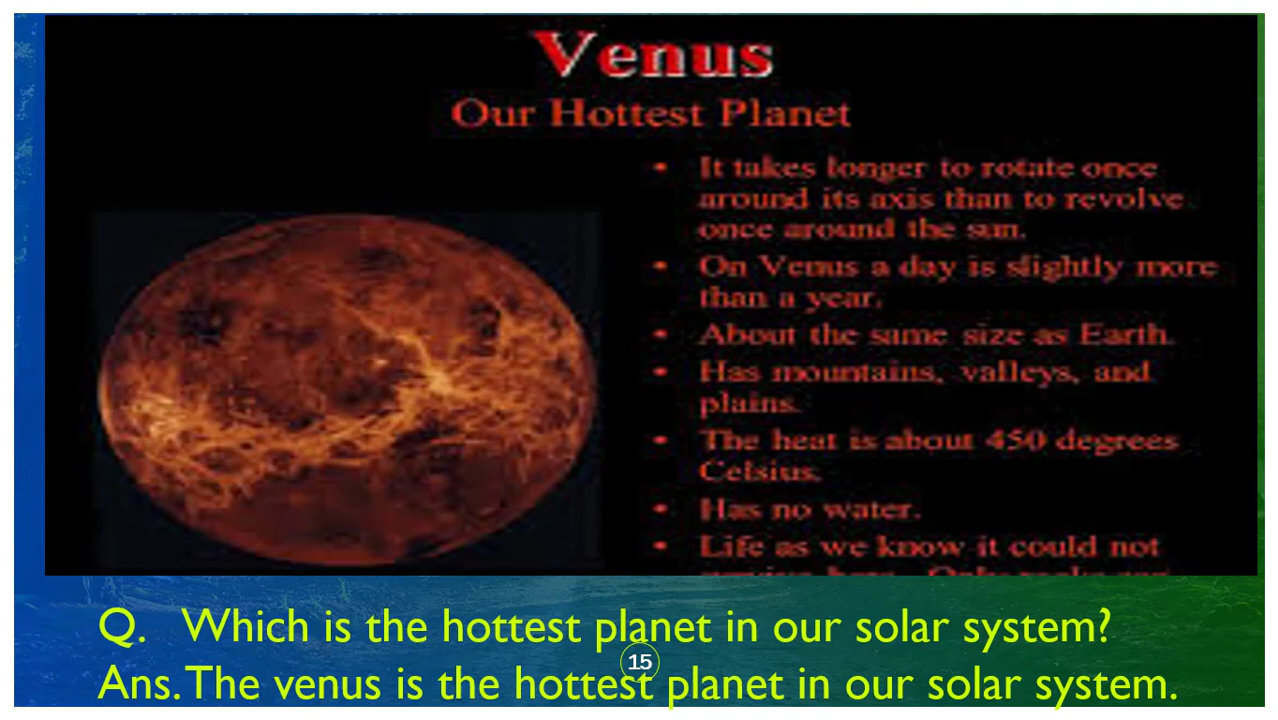 Venus
Our Hottest Planet
• It takes longer to rotate once
around its axis than to revolve
once around the sun.
• On Venus a day is slightly more
than a year.
• About the same size as Earth.
• Has mountains, valleys, and
plains.
• The heat is about 450 degrees
Celsius.
• Has no water.
• Life as we know it could not
Q. Which is the hottest planet in our solar system?
15
Ans. The venus is the hottest planet in our solar system.